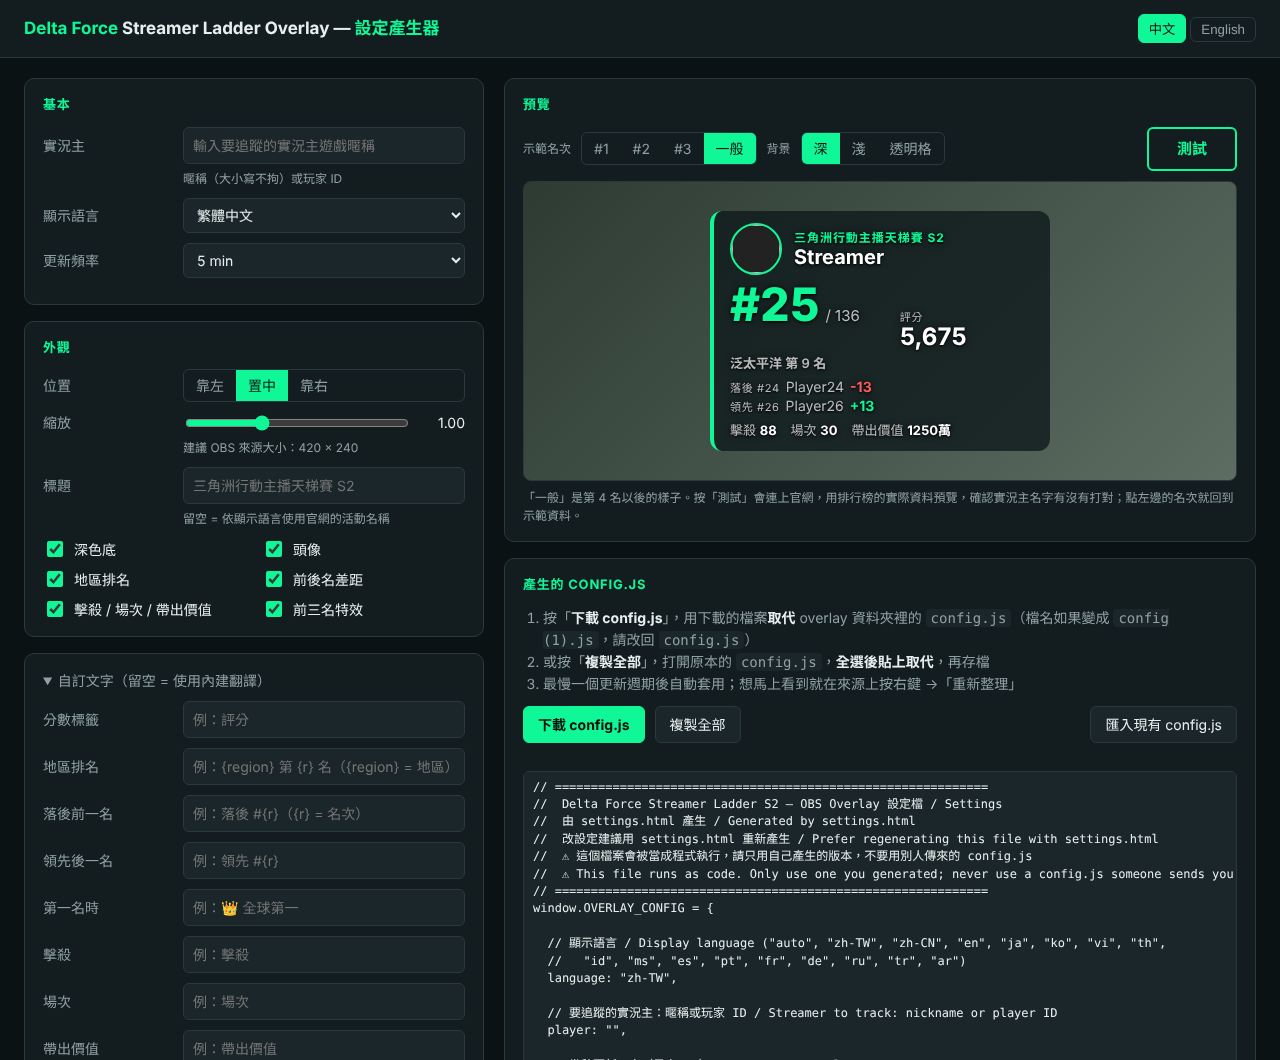 Delta Force Streamer Ladder Overlay — 設定產生器
中文
English
基本
實況主
輸入要追蹤的實況主遊戲暱稱
暱稱（大小寫不拘）或玩家 ID
顯示語言
繁體中文
更新頻率
5 min
外觀
位置
靠左
置中
靠右
縮放
1.00
建議 OBS 來源大小：420 × 240
標題
三角洲行動主播天梯賽 S2
留空 = 依顯示語言使用官網的活動名稱
深色底
頭像
地區排名
前後名差距
擊殺 / 場次 / 帶出價值
前三名特效
▼ 自訂文字（留空 = 使用內建翻譯）
分數標籤
例：評分
地區排名
例：{region} 第 {r} 名（{region} = 地區）
落後前一名
例：落後 #{r}（{r} = 名次）
領先後一名
例：領先 #{r}
第一名時
例：👑 全球第一
擊殺
例：擊殺
場次
例：場次
帶出價值
例：帶出價值
預覽
示範名次
#1
#2
#3
一般
背景
深
淺
透明格
測試
三角洲行動主播天梯賽 S2
Streamer
#25 / 136
評分
5,675
泛太平洋 第 9 名
落後 #24 Player24 -13
領先 #26 Player26 +13
擊殺 88 場次 30 帶出價值 1250萬
「一般」是第 4 名以後的樣子。按「測試」會連上官網，用排行榜的實際資料預覽，確認實況主名字有沒有打對；點左邊的名次就回到
示範資料。
產生的 CONFIG.JS
1. 按「下載 config.js」，用下載的檔案取代 overlay 資料夾裡的 config.js（檔名如果變成 config
(1).js，請改回 config.js）
2. 或按「複製全部」，打開原本的 config.js，全選後貼上取代，再存檔
3. 最慢一個更新週期後自動套用；想馬上看到就在來源上按右鍵 →「重新整理」
下載 config.js
複製全部
匯入現有 config.js
// ============================================================
//  Delta Force Streamer Ladder S2 — OBS Overlay 設定檔 / Settings
//  由 settings.html 產生 / Generated by settings.html
//  改設定建議用 settings.html 重新產生 / Prefer regenerating this file with settings.html
//  ⚠ 這個檔案會被當成程式執行，請只用自己產生的版本，不要用別人傳來的 config.js
//  ⚠ This file runs as code. Only use one you generated; never use a config.js someone sends you
// ============================================================
window.OVERLAY_CONFIG = {
  // 顯示語言 / Display language ("auto", "zh-TW", "zh-CN", "en", "ja", "ko", "vi", "th",
  //   "id", "ms", "es", "pt", "fr", "de", "ru", "tr", "ar")
  language: "zh-TW",
  // 要追蹤的實況主：暱稱或玩家 ID / Streamer to track: nickname or player ID
  player: "",